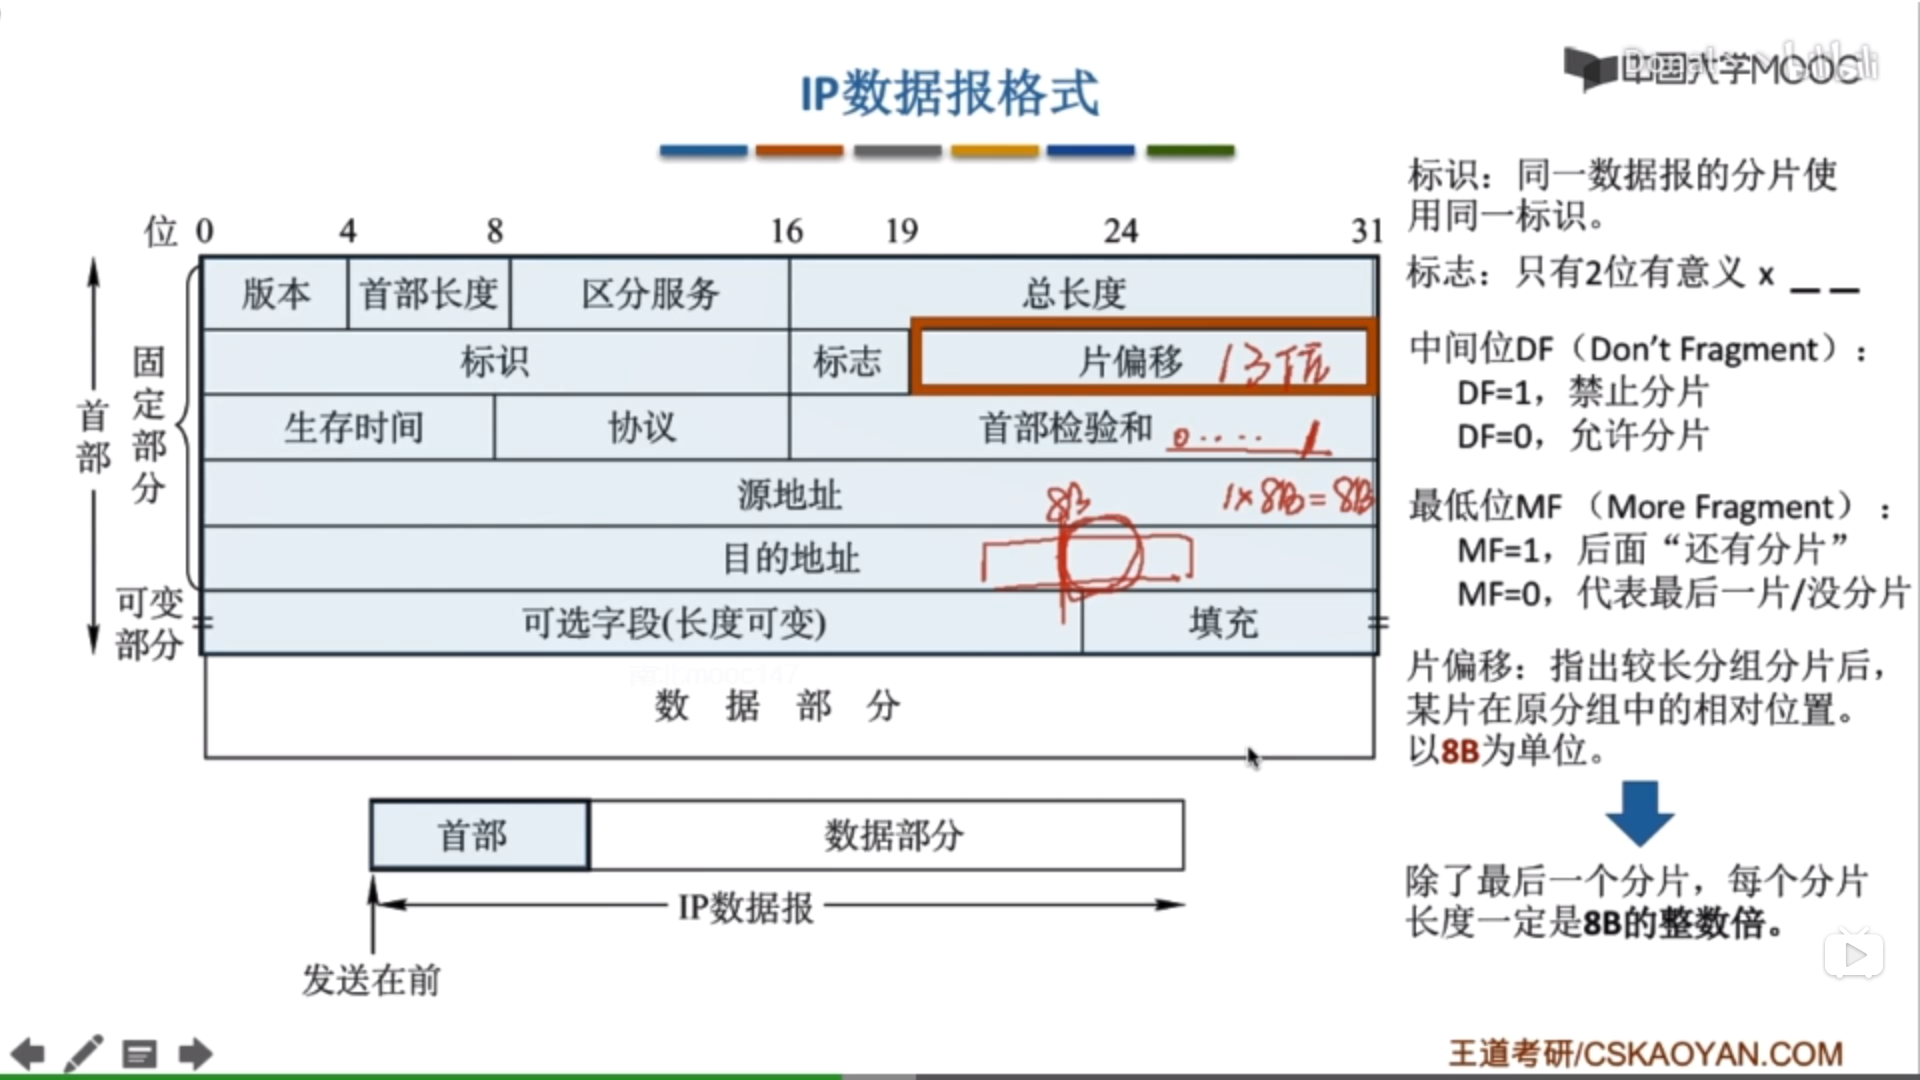 中国大学MOOC
IP数据报格式
位 0 4 8 16 19 24 31
版本 首部长度 区分服务 总长度
标识 标志 片偏移 13位
生存时间 协议 首部检验和 0····1
源地址 8B 1×8B=8B
目的地址
可选字段(长度可变) 填充
数据部分
首部
固定部分
可变部分
首部 数据部分
IP数据报
发送在前
标识：同一数据报的分片使
用同一标识。
标志：只有2位有意义 x _ _
中间位DF（Don't Fragment）：
DF=1，禁止分片
DF=0，允许分片
最低位MF （More Fragment）：
MF=1，后面“还有分片”
MF=0，代表最后一片/没分片
片偏移：指出较长分组分片后，
某片在原分组中的相对位置。
以8B为单位。
除了最后一个分片，每个分片
长度一定是8B的整数倍。
王道考研/CSKAOYAN.COM